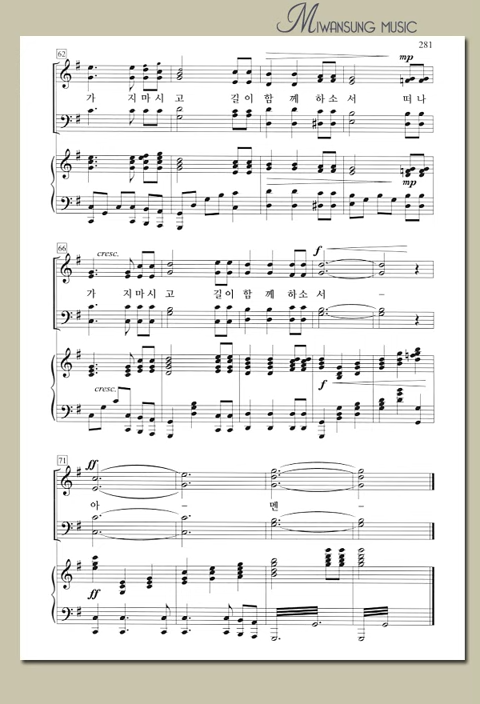 MIWANSUNG MUSIC
281
62
mp
가 지 마 시 고 길 이 함 께 하 소 서 떠 나
mp
66
cresc.
f
가 지 마 시 고 길 이 함 께 하 소 서 –
cresc.
f
71
ff
아 – 멘 –
ff